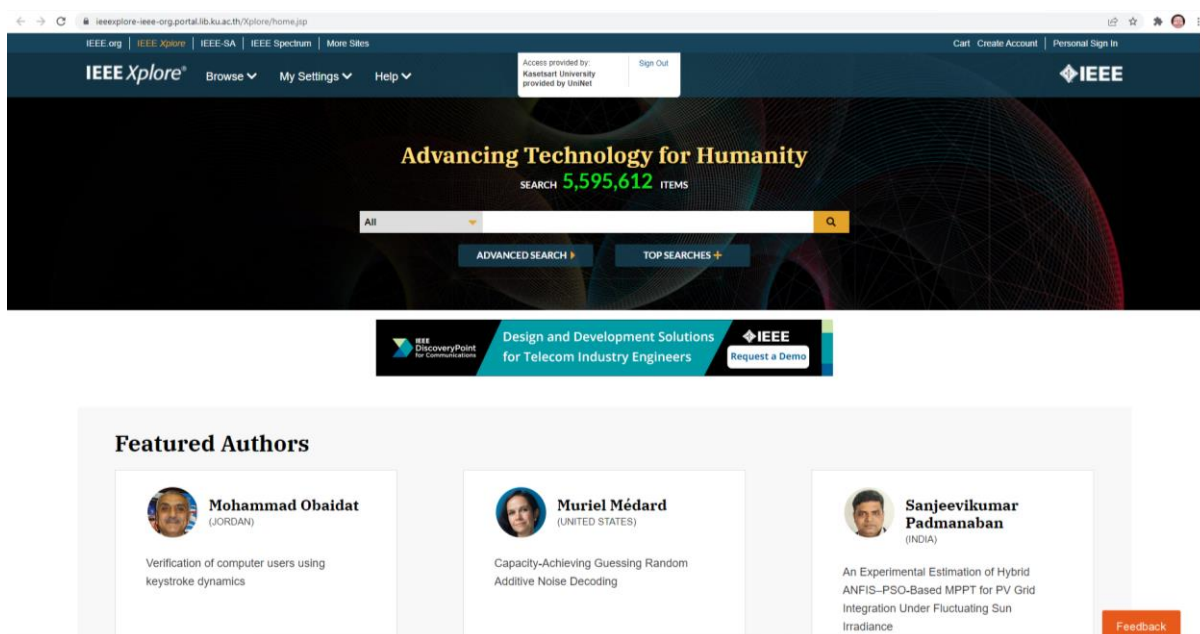 ieeexplore-ieee-org.portal.lib.ku.ac.th/Xplore/home.jsp
IEEE.org | IEEE Xplore | IEEE-SA | IEEE Spectrum | More Sites
Cart Create Account | Personal Sign In
IEEE Xplore®
Browse
My Settings
Help
Access provided by:
Kasetsart University
provided by UniNet
Sign Out
IEEE
Advancing Technology for Humanity
SEARCH 5,595,612 ITEMS
All
ADVANCED SEARCH
TOP SEARCHES +
IEEE
DiscoveryPoint
for Communications
Design and Development Solutions
for Telecom Industry Engineers
IEEE
Request a Demo
Featured Authors
Mohammad Obaidat
(JORDAN)
Verification of computer users using
keystroke dynamics
Muriel Médard
(UNITED STATES)
Capacity-Achieving Guessing Random
Additive Noise Decoding
Sanjeevikumar
Padmanaban
(INDIA)
An Experimental Estimation of Hybrid
ANFIS–PSO-Based MPPT for PV Grid
Integration Under Fluctuating Sun
Irradiance
Feedback